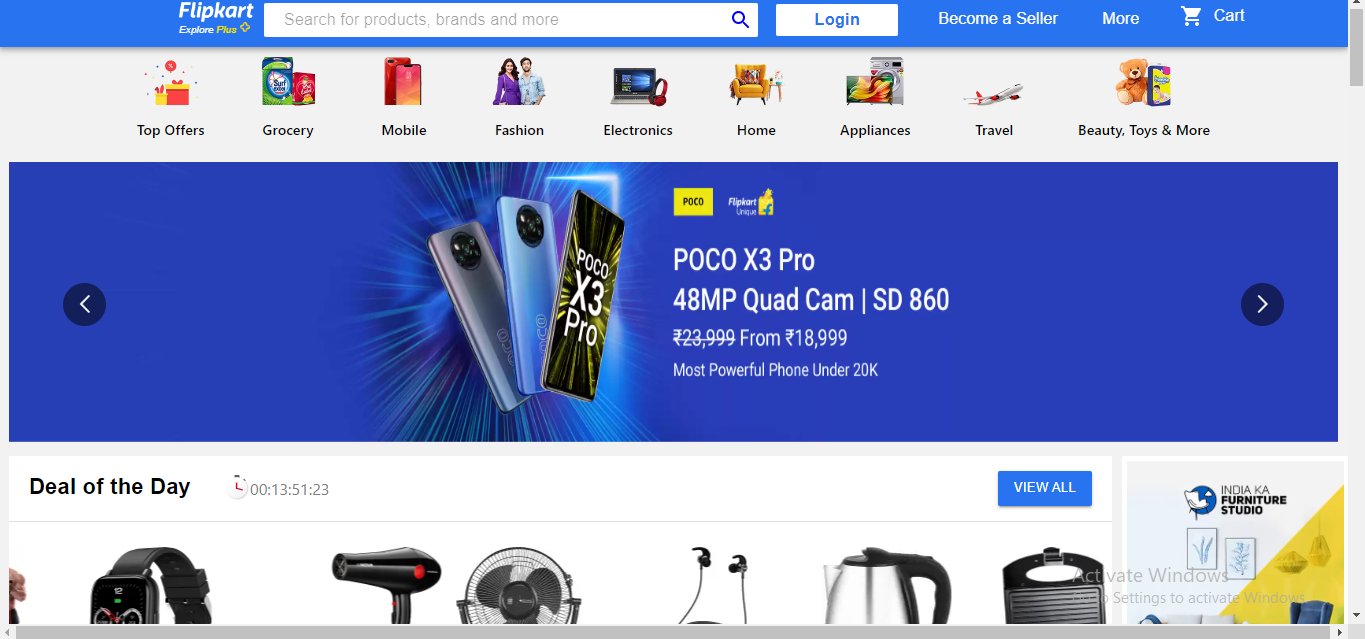 Flipkart
Explore Plus
Search for products, brands and more
Login
Become a Seller
More
Cart
Top Offers
Grocery
Mobile
Fashion
Electronics
Home
Appliances
Travel
Beauty, Toys & More
POCO
Flipkart
Unique
POCO X3 Pro
48MP Quad Cam | SD 860
₹23,999 From ₹18,999
Most Powerful Phone Under 20K
POCO
X3
Pro
POCO
POCO
Deal of the Day
00:13:51:23
VIEW ALL
INDIA KA
FURNITURE
STUDIO
Activate Windows
to Settings to activate Windows.